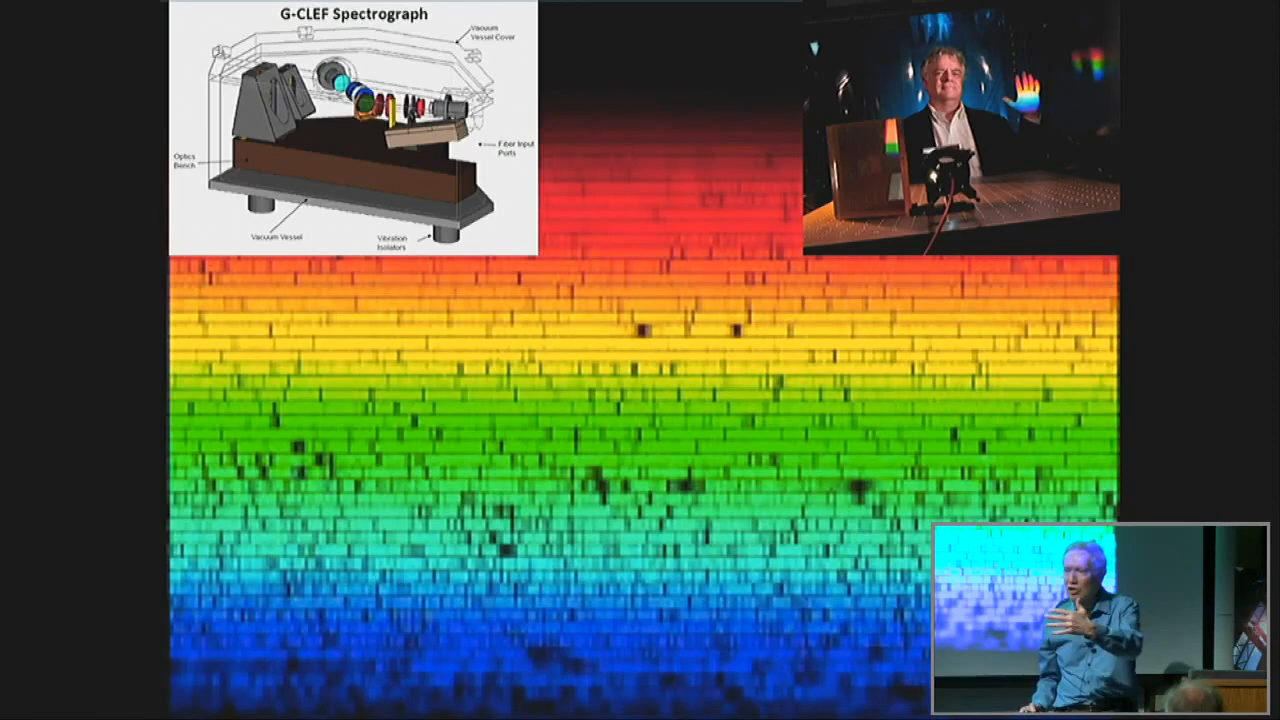 G-CLEF Spectrograph
Vacuum
Vessel Cover
Fiber Input
Ports
Optics
Bench
Vacuum Vessel
Vibration
Isolators